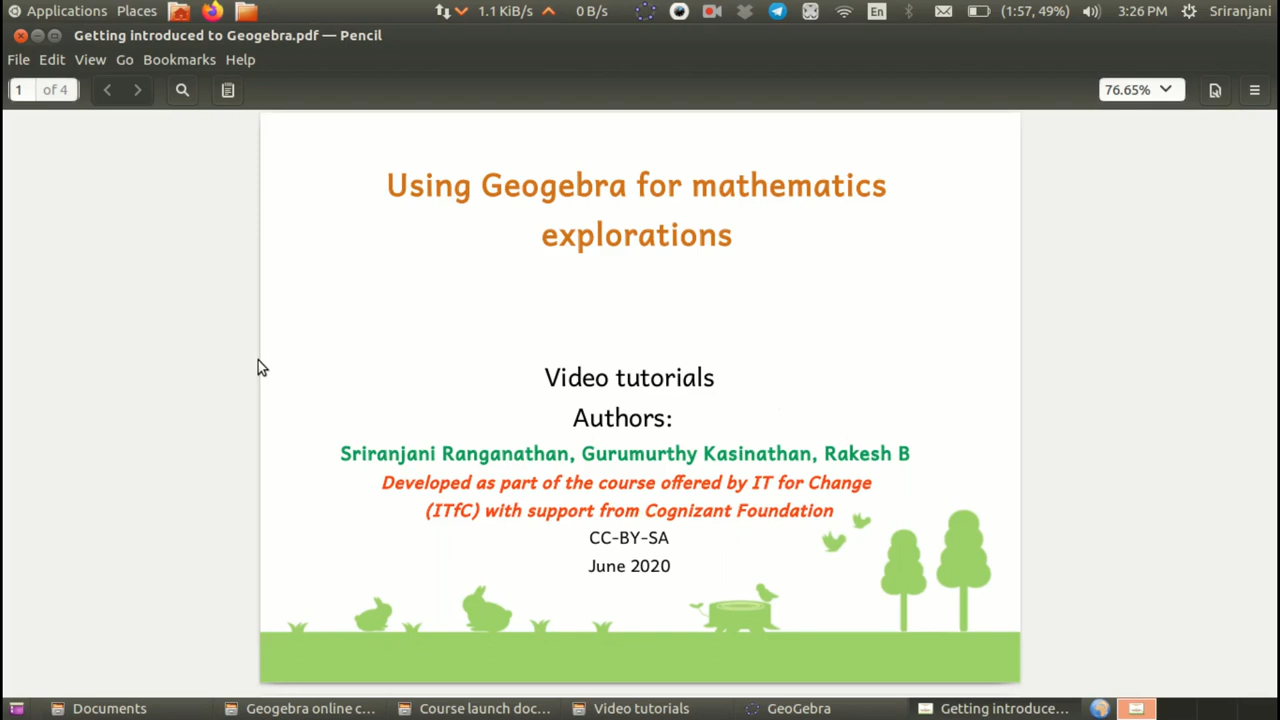 Applications Places 1.1 KiB/s 0 B/s En (1:57, 49%) 3:26 PM Sriranjani
Getting introduced to Geogebra.pdf — Pencil
File Edit View Go Bookmarks Help
1 of 4 76.65%
Using Geogebra for mathematics
explorations
Video tutorials
Authors:
Sriranjani Ranganathan, Gurumurthy Kasinathan, Rakesh B
Developed as part of the course offered by IT for Change
(ITfC) with support from Cognizant Foundation
CC-BY-SA
June 2020
Documents Geogebra online c... Course launch doc... Video tutorials GeoGebra Getting introduce...